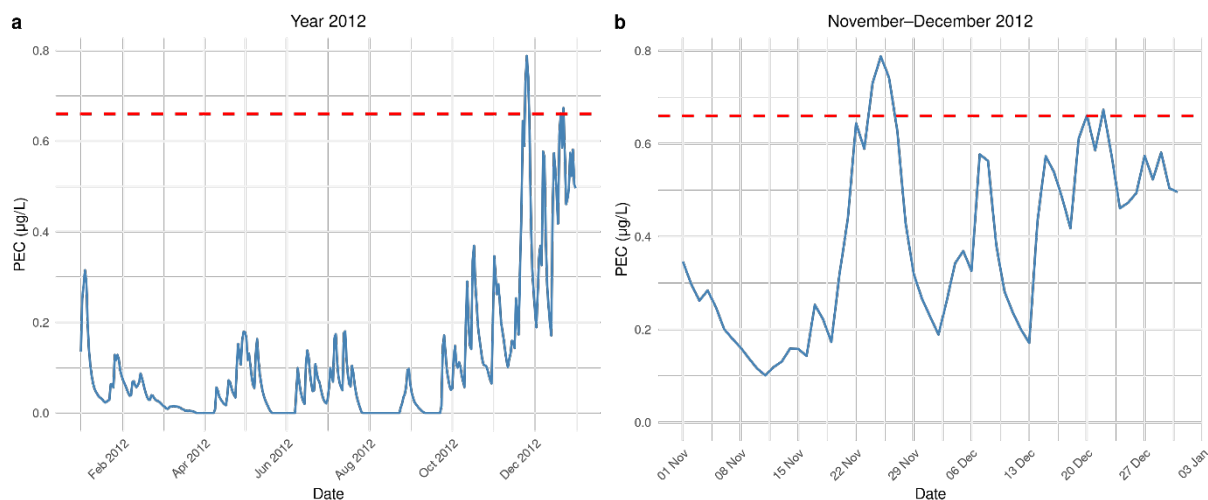 a
Year 2012
0.8
0.6
0.4
0.2
0.0
PEC (µg/L)
Feb 2012
Apr 2012
Jun 2012
Aug 2012
Oct 2012
Dec 2012
Date
b
November–December 2012
0.8
0.6
0.4
0.2
0.0
PEC (µg/L)
01 Nov
08 Nov
15 Nov
22 Nov
29 Nov
06 Dec
13 Dec
20 Dec
27 Dec
03 Jan
Date